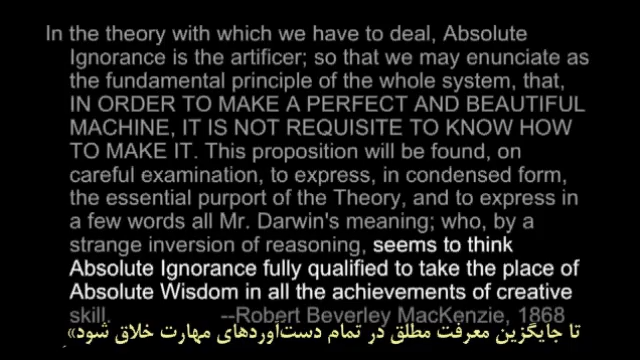 In the theory with which we have to deal, Absolute
Ignorance is the artificer; so that we may enunciate as
the fundamental principle of the whole system, that,
IN ORDER TO MAKE A PERFECT AND BEAUTIFUL
MACHINE, IT IS NOT REQUISITE TO KNOW HOW
TO MAKE IT. This proposition will be found, on
careful examination, to express, in condensed form,
the essential purport of the Theory, and to express in
a few words all Mr. Darwin's meaning; who, by a
strange inversion of reasoning, seems to think
Absolute Ignorance fully qualified to take the place of
Absolute Wisdom in all the achievements of creative
skill. --Robert Beverley MacKenzie, 1868
تا جایگزین معرفت مطلق در تمام دست‌آوردهای مهارت خلاق شود»